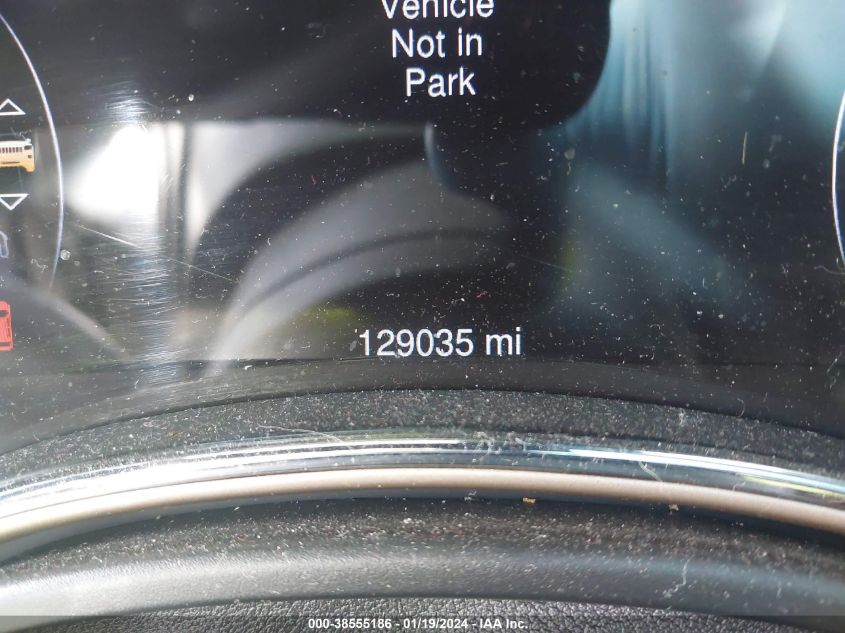 Vehicle
Not in
Park
129035 mi
000-38555186 - 01/19/2024 - IAA Inc.